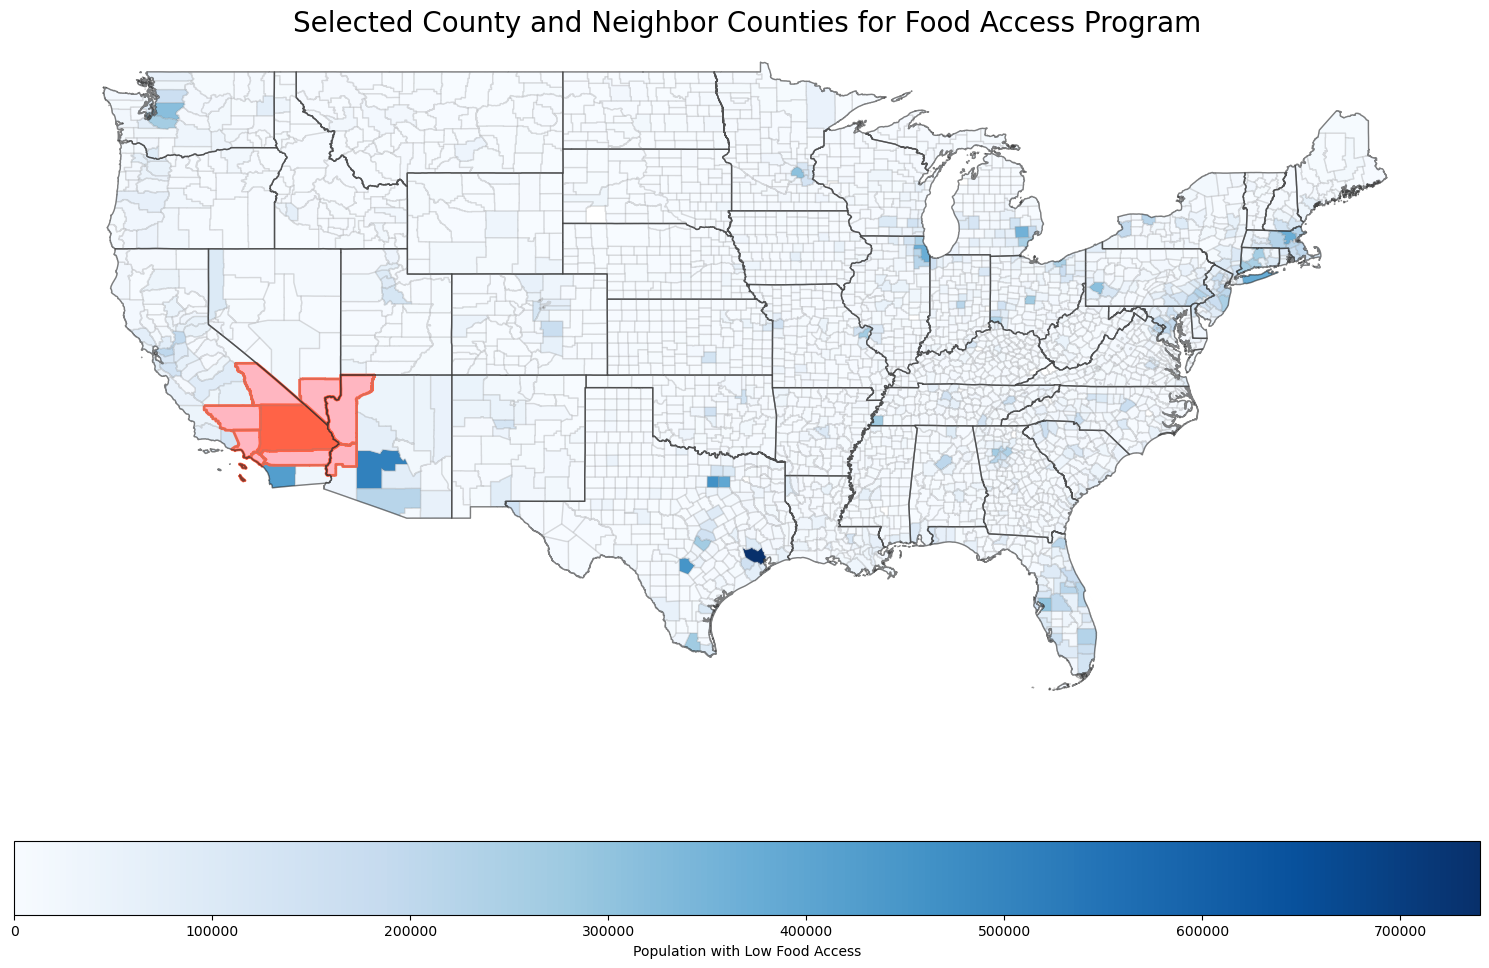 Selected County and Neighbor Counties for Food Access Program
0 100000 200000 300000 400000 500000 600000 700000
Population with Low Food Access